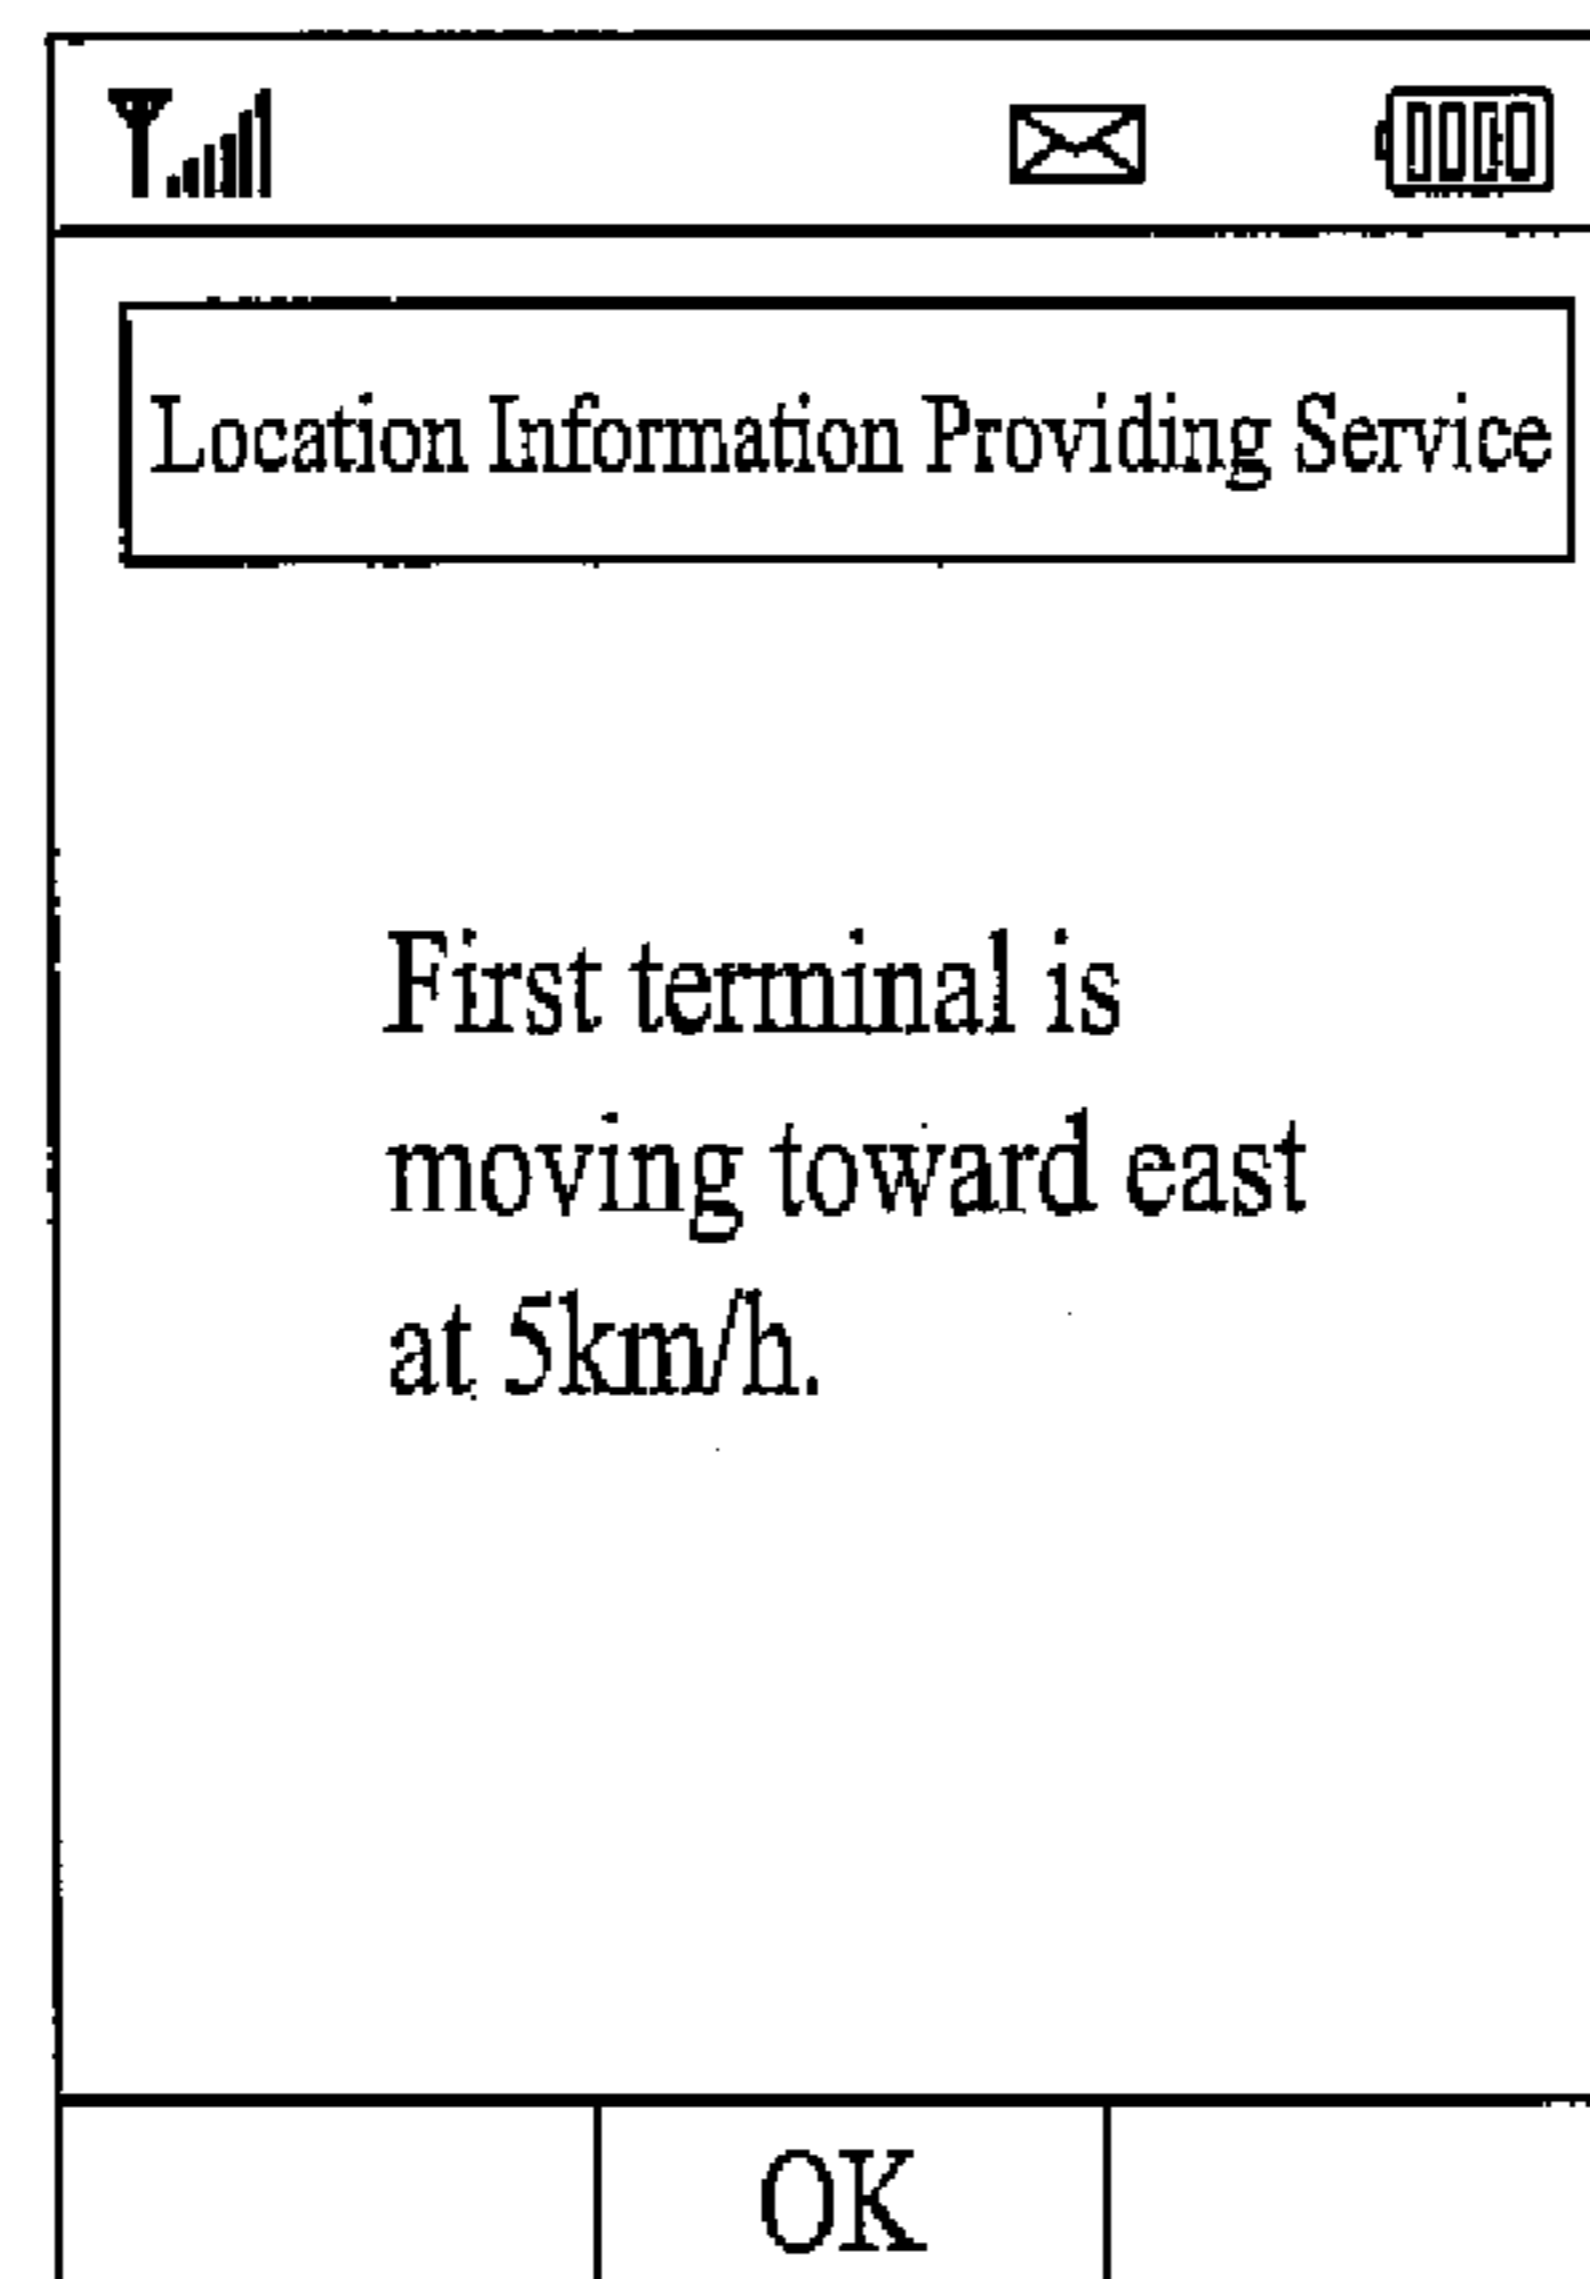 Location Information Providing Service
First terminal is
moving toward east
at 5km/h.
OK